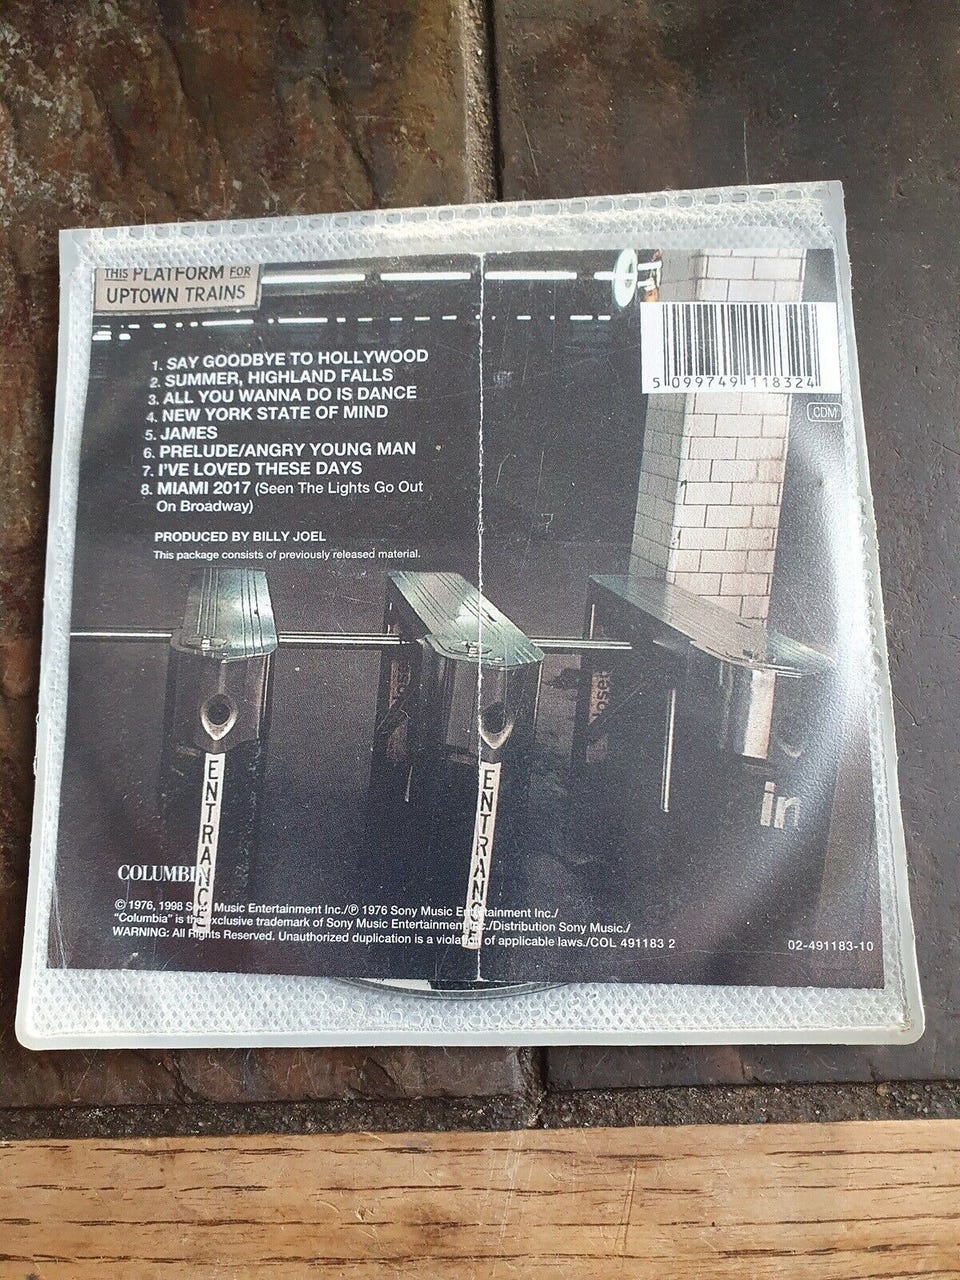 THIS PLATFORM FOR
UPTOWN TRAINS
1. SAY GOODBYE TO HOLLYWOOD
2. SUMMER, HIGHLAND FALLS
3. ALL YOU WANNA DO IS DANCE
4. NEW YORK STATE OF MIND
5. JAMES
6. PRELUDE/ANGRY YOUNG MAN
7. I'VE LOVED THESE DAYS
8. MIAMI 2017 (Seen The Lights Go Out
On Broadway)
PRODUCED BY BILLY JOEL
This package consists of previously released material.
5 099749 118324
CDM
ENTRANCE
ENTRANCE
in
COLUMBIA
© 1976, 1998 Sony Music Entertainment Inc./℗ 1976 Sony Music Entertainment Inc./
"Columbia" is the exclusive trademark of Sony Music Entertainment Inc./Distribution Sony Music./
WARNING: All Rights Reserved. Unauthorized duplication is a violation of applicable laws./COL 491183 2
02-491183-10